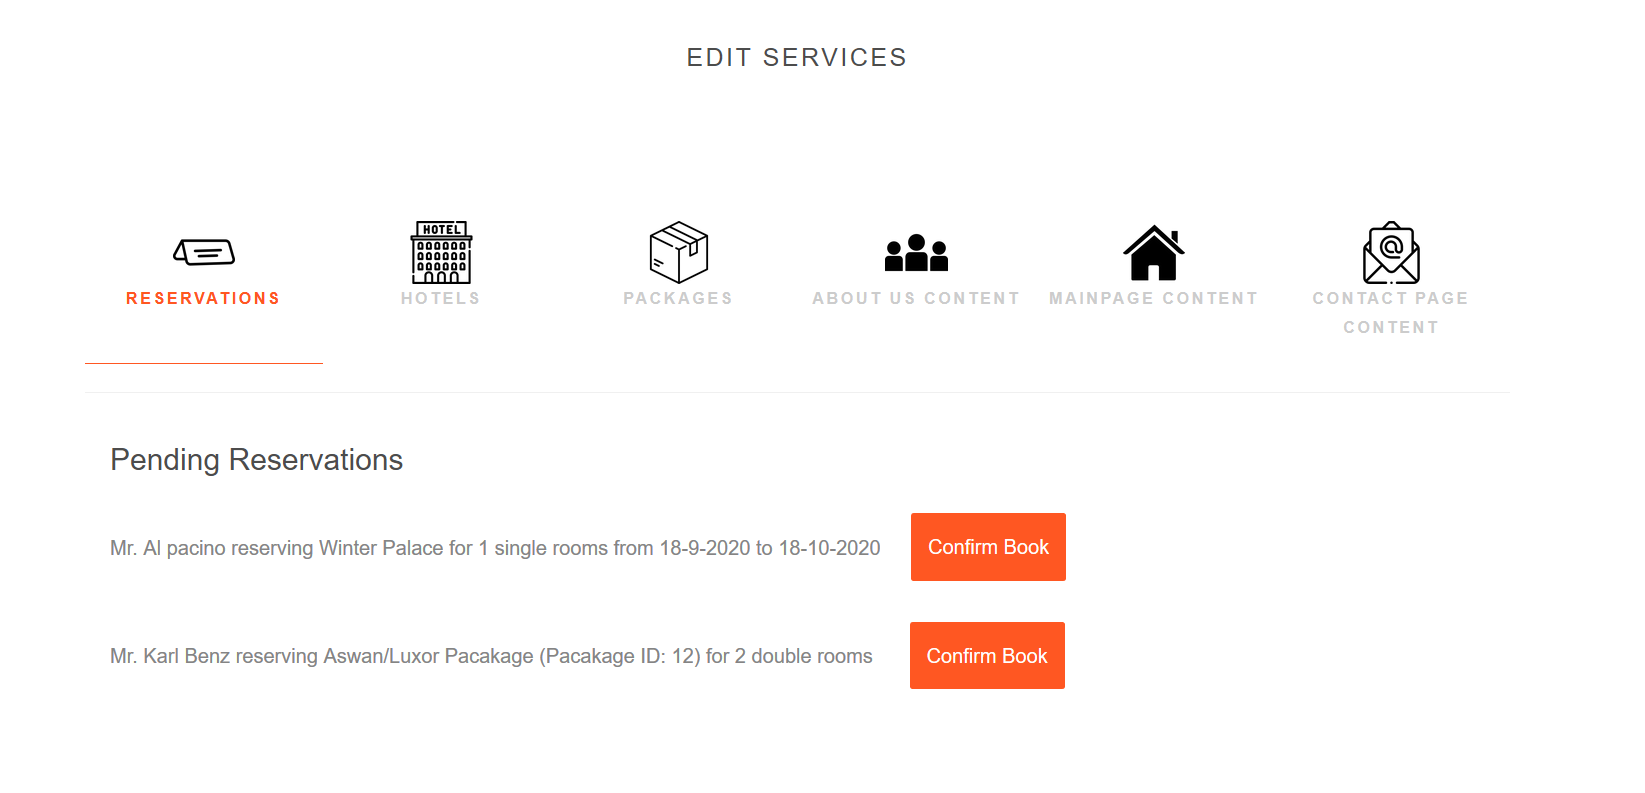 EDIT SERVICES
HOTEL
RESERVATIONS
HOTELS
PACKAGES
ABOUT US CONTENT
MAINPAGE CONTENT
CONTACT PAGE
CONTENT
Pending Reservations
Mr. Al pacino reserving Winter Palace for 1 single rooms from 18-9-2020 to 18-10-2020
Confirm Book
Mr. Karl Benz reserving Aswan/Luxor Pacakage (Pacakage ID: 12) for 2 double rooms
Confirm Book